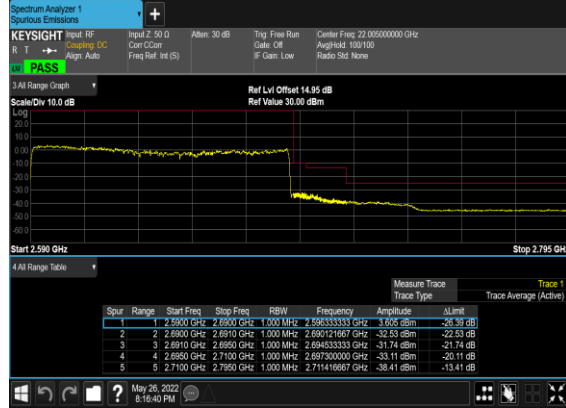 Spectrum Analyzer 1
Spurious Emissions
+
KEYSIGHT Input: RF Input Z: 50 Ω Atten: 30 dB Trig: Free Run Center Freq: 22.005000000 GHz
R T Coupling: DC Corr CCorr Gate: Off Avg|Hold: 100/100
Align: Auto Freq Ref: Int (S) IF Gain: Low Radio Std: None
PASS
3 All Range Graph
Ref Lvl Offset 14.95 dB
Scale/Div 10.0 dB Ref Value 30.00 dBm
Log
20.0
10.0
0.00
-10.0
-20.0
-30.0
-40.0
-50.0
-60.0
Start 2.590 GHz Stop 2.795 GHz
4 All Range Table
Measure Trace Trace 1
Trace Type Trace Average (Active)
Spur Range Start Freq Stop Freq RBW Frequency Amplitude ΔLimit
1 1 2.5900 GHz 2.6900 GHz 1.000 MHz 2.596333333 GHz 3.605 dBm -26.39 dB
2 2 2.6900 GHz 2.6910 GHz 1.000 MHz 2.690121667 GHz -32.53 dBm -22.53 dB
3 3 2.6910 GHz 2.6950 GHz 1.000 MHz 2.694533333 GHz -31.74 dBm -21.74 dB
4 4 2.6950 GHz 2.7100 GHz 1.000 MHz 2.697300000 GHz -33.11 dBm -20.11 dB
5 5 2.7100 GHz 2.7950 GHz 1.000 MHz 2.711416667 GHz -38.41 dBm -13.41 dB
?
May 26, 2022
8:16:40 PM